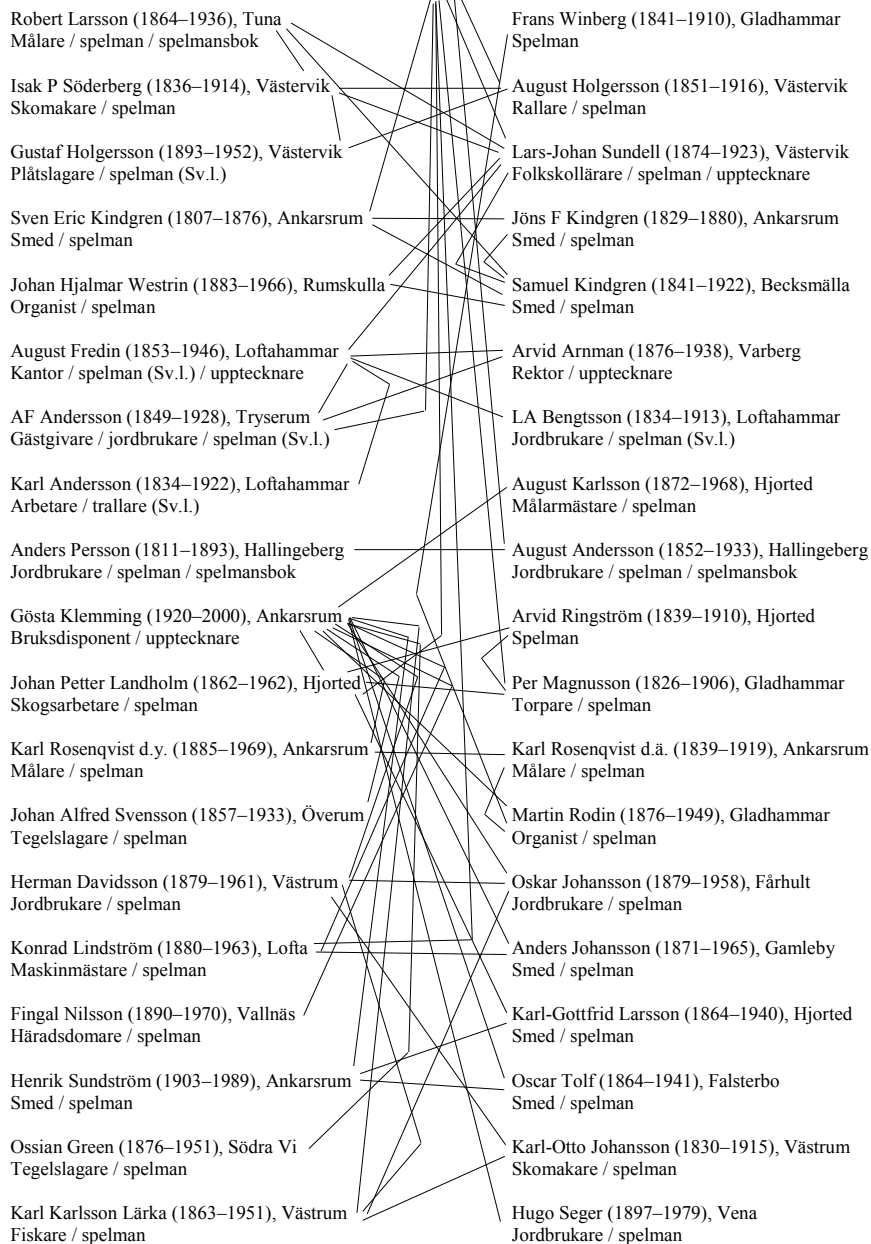 Robert Larsson (1864–1936), Tuna
Målare / spelman / spelmansbok
Isak P Söderberg (1836–1914), Västervik
Skomakare / spelman
Gustaf Holgersson (1893–1952), Västervik
Plåtslagare / spelman (Sv.l.)
Sven Eric Kindgren (1807–1876), Ankarsrum
Smed / spelman
Johan Hjalmar Westrin (1883–1966), Rumskulla
Organist / spelman
August Fredin (1853–1946), Loftahammar
Kantor / spelman (Sv.l.) / upptecknare
AF Andersson (1849–1928), Tryserum
Gästgivare / jordbrukare / spelman (Sv.l.)
Karl Andersson (1834–1922), Loftahammar
Arbetare / trallare (Sv.l.)
Anders Persson (1811–1893), Hallingeberg
Jordbrukare / spelman / spelmansbok
Gösta Klemming (1920–2000), Ankarsrum
Bruksdisponent / upptecknare
Johan Petter Landholm (1862–1962), Hjorted
Skogsarbetare / spelman
Karl Rosenqvist d.y. (1885–1969), Ankarsrum
Målare / spelman
Johan Alfred Svensson (1857–1933), Överum
Tegelslagare / spelman
Herman Davidsson (1879–1961), Västrum
Jordbrukare / spelman
Konrad Lindström (1880–1963), Lofta
Maskinmästare / spelman
Fingal Nilsson (1890–1970), Vallnäs
Häradsdomare / spelman
Henrik Sundström (1903–1989), Ankarsrum
Smed / spelman
Ossian Green (1876–1951), Södra Vi
Tegelslagare / spelman
Karl Karlsson Lärka (1863–1951), Västrum
Fiskare / spelman
Frans Winberg (1841–1910), Gladhammar
Spelman
August Holgersson (1851–1916), Västervik
Rallare / spelman
Lars-Johan Sundell (1874–1923), Västervik
Folkskollärare / spelman / upptecknare
Jöns F Kindgren (1829–1880), Ankarsrum
Smed / spelman
Samuel Kindgren (1841–1922), Becksmälla
Smed / spelman
Arvid Arnman (1876–1938), Varberg
Rektor / upptecknare
LA Bengtsson (1834–1913), Loftahammar
Jordbrukare / spelman (Sv.l.)
August Karlsson (1872–1968), Hjorted
Målarmästare / spelman
August Andersson (1852–1933), Hallingeberg
Jordbrukare / spelman / spelmansbok
Arvid Ringström (1839–1910), Hjorted
Spelman
Per Magnusson (1826–1906), Gladhammar
Torpare / spelman
Karl Rosenqvist d.ä. (1839–1919), Ankarsrum
Målare / spelman
Martin Rodin (1876–1949), Gladhammar
Organist / spelman
Oskar Johansson (1879–1958), Fårhult
Jordbrukare / spelman
Anders Johansson (1871–1965), Gamleby
Smed / spelman
Karl-Gottfrid Larsson (1864–1940), Hjorted
Smed / spelman
Oscar Tolf (1864–1941), Falsterbo
Smed / spelman
Karl-Otto Johansson (1830–1915), Västrum
Skomakare / spelman
Hugo Seger (1897–1979), Vena
Jordbrukare / spelman